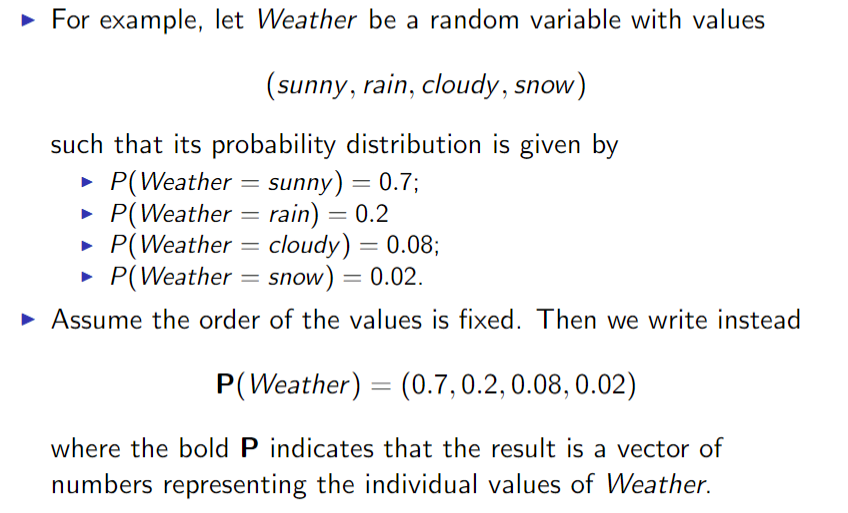 ▶ For example, let Weather be a random variable with values
(sunny, rain, cloudy, snow)
such that its probability distribution is given by
▶ P(Weather = sunny) = 0.7;
▶ P(Weather = rain) = 0.2
▶ P(Weather = cloudy) = 0.08;
▶ P(Weather = snow) = 0.02.
▶ Assume the order of the values is fixed. Then we write instead
P(Weather) = (0.7, 0.2, 0.08, 0.02)
where the bold P indicates that the result is a vector of
numbers representing the individual values of Weather.